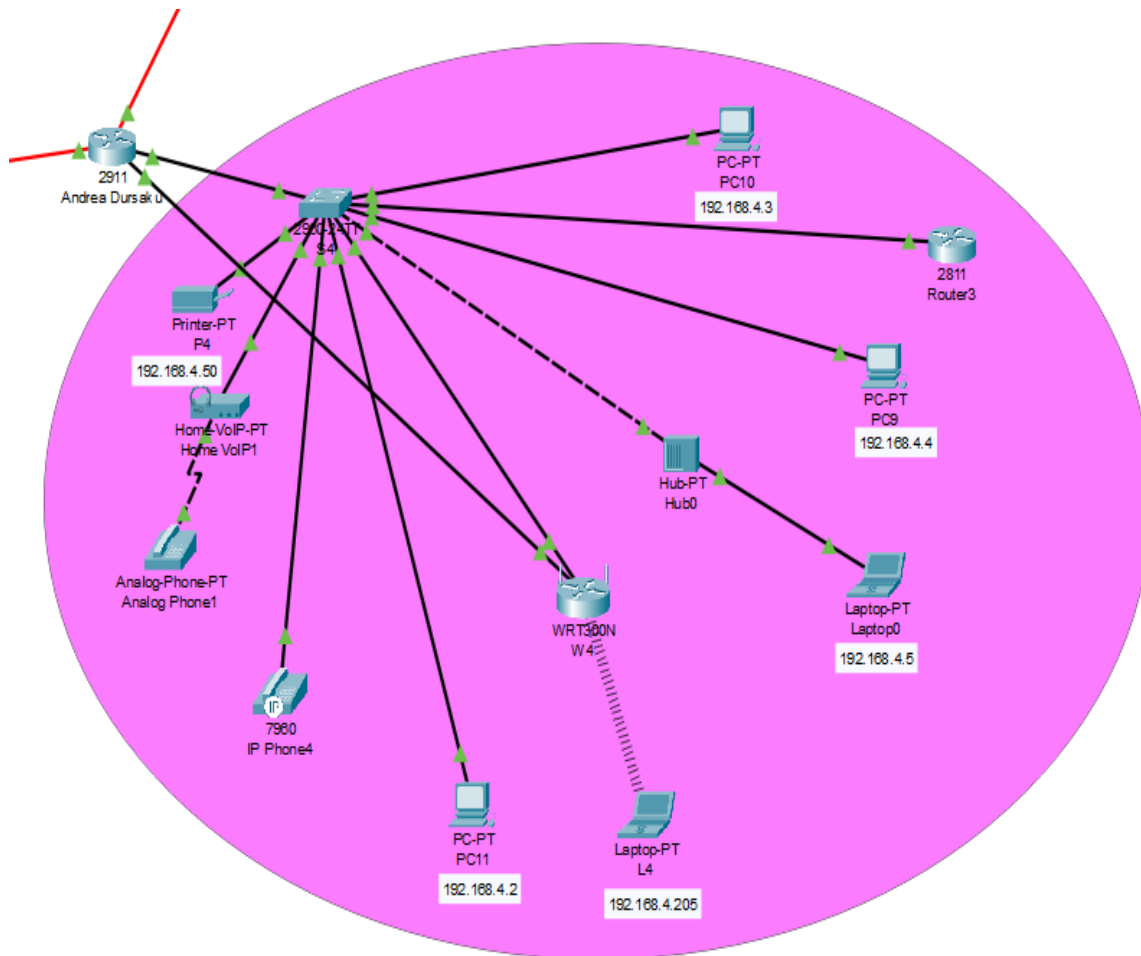 2911
Andrea Dursaku
PC-PT
PC10
192.168.4.3
S4
2811
Router3
Printer-PT
P4
192.168.4.50
PC-PT
PC9
192.168.4.4
Home-VoIP-PT
Home VoIP1
Hub-PT
Hub0
Analog-Phone-PT
Analog Phone1
Laptop-PT
Laptop0
192.168.4.5
WRT300N
W4
IP
7960
IP Phone4
PC-PT
PC11
192.168.4.2
Laptop-PT
L4
192.168.4.205